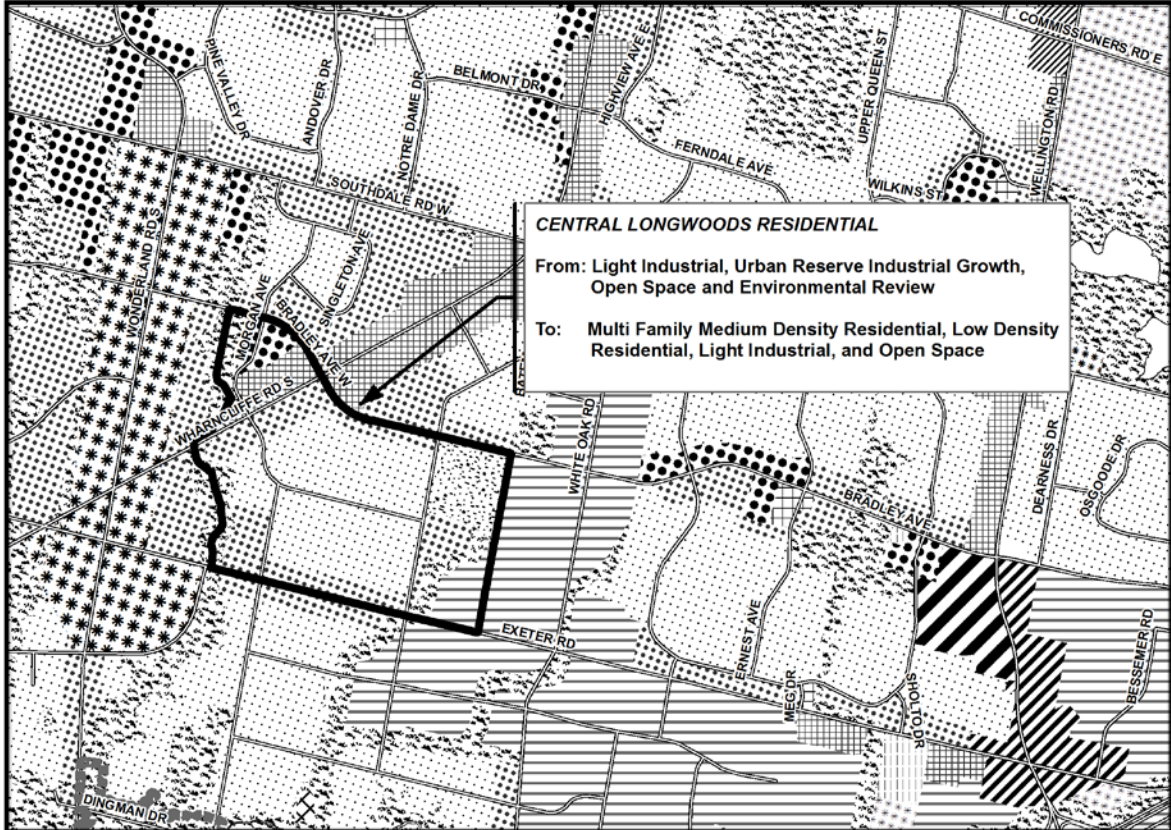 COMMISSIONERS RD E
PINE VALLEY DR
ANDOVER DR
NOTRE DAME DR
BELMONT DR
HIGHVIEW AVE E
UPPER QUEEN ST
WELLINGTON RD
FERNDALE AVE
WILKINS ST
SOUTHDALE RD W
WONDERLAND RD S
CENTRAL LONGWOODS RESIDENTIAL
From: Light Industrial, Urban Reserve Industrial Growth,
Open Space and Environmental Review
To: Multi Family Medium Density Residential, Low Density
Residential, Light Industrial, and Open Space
SINGLETON AVE
MORGAN AVE
BRADLEY AVE W
WHARNCLIFFE RD S
WHITE OAK RD
DEARNESS DR
OSGOODE DR
BRADLEY AVE
EXETER RD
ERNEST AVE
MEG DR
SHOLTO DR
BESSEMER RD
DINGMAN DR